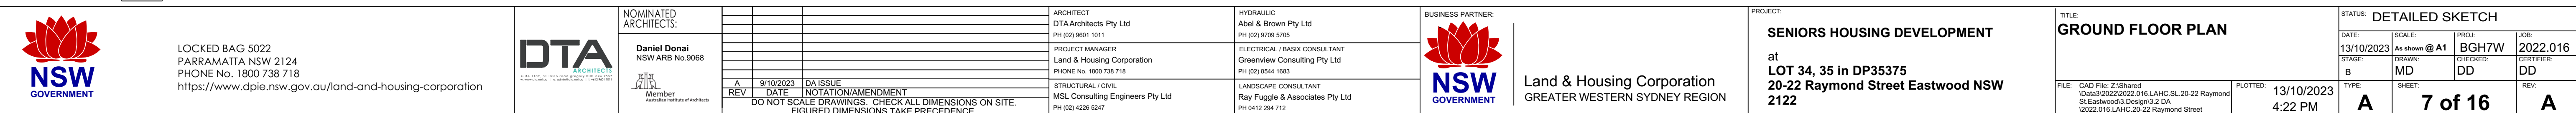 NSW
GOVERNMENT
LOCKED BAG 5022
PARRAMATTA NSW 2124
PHONE No. 1800 738 718
https://www.dpie.nsw.gov.au/land-and-housing-corporation
DTA
ARCHITECTS
NOMINATED
ARCHITECTS:
Daniel Donai
NSW ARB No.9068
Member
Australian Institute of Architects
A 9/10/2023 DA ISSUE
REV DATE NOTATION/AMENDMENT
DO NOT SCALE DRAWINGS. CHECK ALL DIMENSIONS ON SITE.
FIGURED DIMENSIONS TAKE PRECEDENCE
ARCHITECT
DTA Architects Pty Ltd
PH (02) 9601 1011
PROJECT MANAGER
Land & Housing Corporation
PHONE No. 1800 738 718
STRUCTURAL / CIVIL
MSL Consulting Engineers Pty Ltd
PH (02) 4226 5247
HYDRAULIC
Abel & Brown Pty Ltd
PH (02) 9709 5705
ELECTRICAL / BASIX CONSULTANT
Greenview Consulting Pty Ltd
PH (02) 8544 1683
LANDSCAPE CONSULTANT
Ray Fuggle & Associates Pty Ltd
PH 0412 294 712
BUSINESS PARTNER:
NSW
GOVERNMENT
Land & Housing Corporation
GREATER WESTERN SYDNEY REGION
PROJECT:
SENIORS HOUSING DEVELOPMENT
at
LOT 34, 35 in DP35375
20-22 Raymond Street Eastwood NSW
2122
TITLE:
GROUND FLOOR PLAN
FILE: CAD File: Z:\Shared
\Data3\2022\2022.016.LAHC.SL.20-22 Raymond
St.Eastwood\3.Design\3.2 DA
\2022.016.LAHC.20-22 Raymond Street
PLOTTED: 13/10/2023
4:22 PM
STATUS: DETAILED SKETCH
DATE: SCALE: PROJ: JOB:
13/10/2023 As shown @ A1 BGH7W 2022.016
STAGE: DRAWN: CHECKED: CERTIFIER:
B MD DD DD
TYPE: SHEET: REV:
A 7 of 16 A